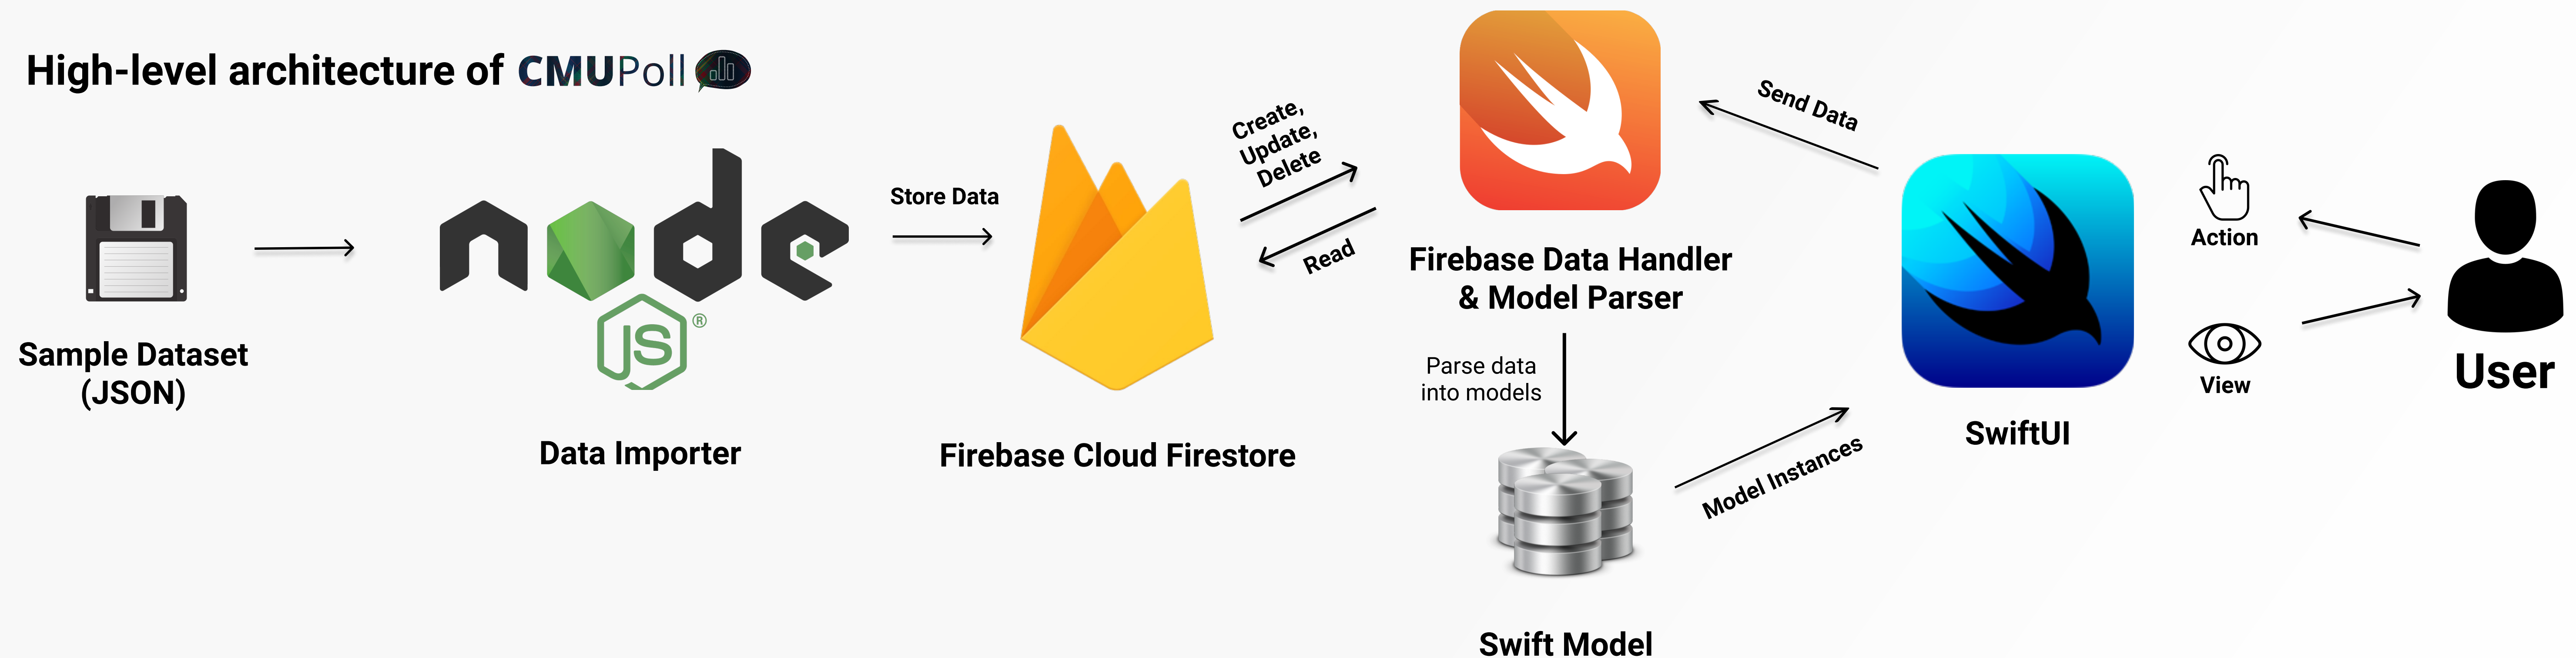 High-level architecture of CMUPoll
Sample Dataset
(JSON)
node
JS®
Data Importer
Store Data
Firebase Cloud Firestore
Create,
Update,
Delete
Read
Firebase Data Handler
& Model Parser
Parse data
into models
Swift Model
Send Data
Model Instances
SwiftUI
Action
View
User